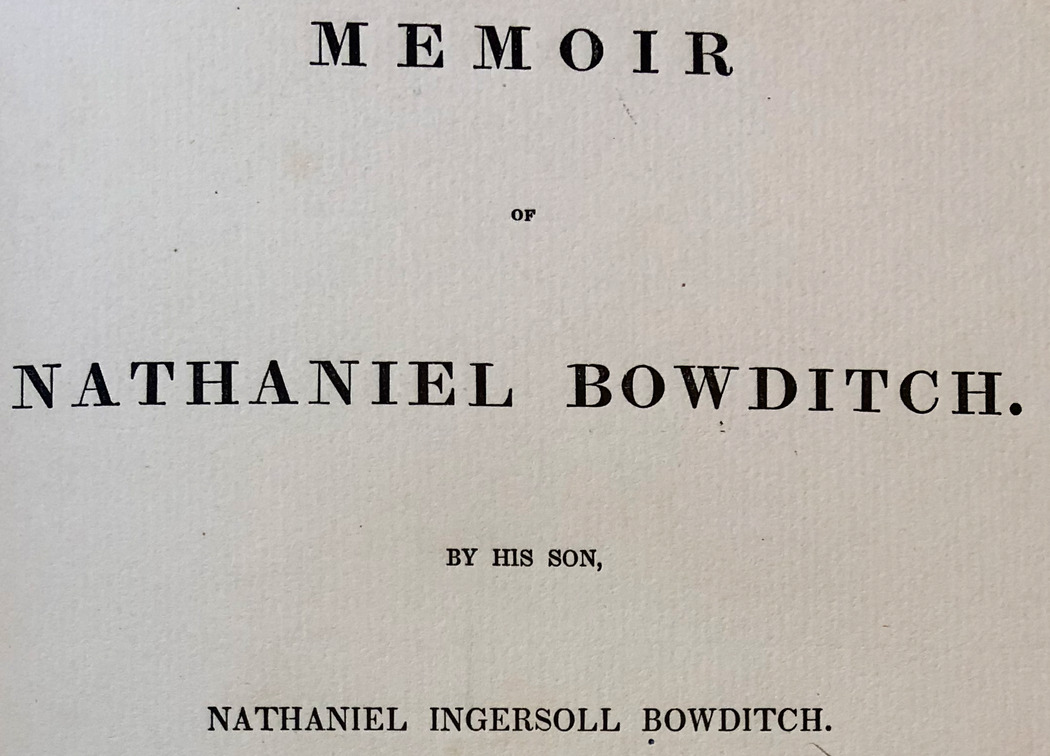 MEMOIR
OF
NATHANIEL BOWDITCH.
BY HIS SON,
NATHANIEL INGERSOLL BOWDITCH.